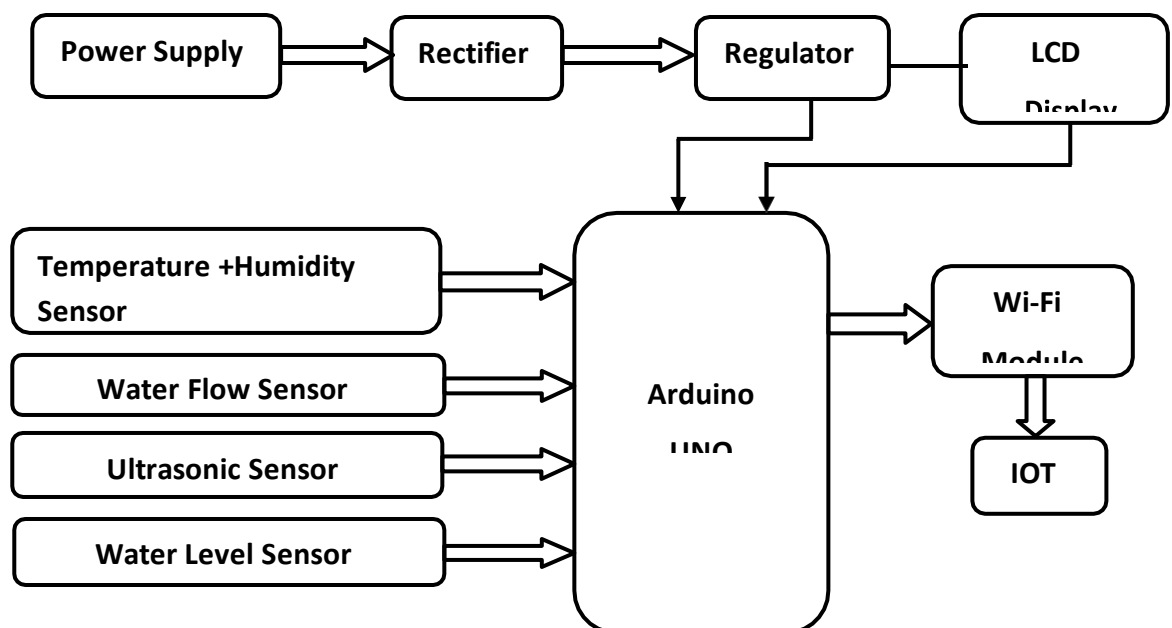 Power Supply
Rectifier
Regulator
LCD
Display
Temperature +Humidity
Sensor
Water Flow Sensor
Ultrasonic Sensor
Water Level Sensor
Arduino
UNO
Wi-Fi
Module
IOT